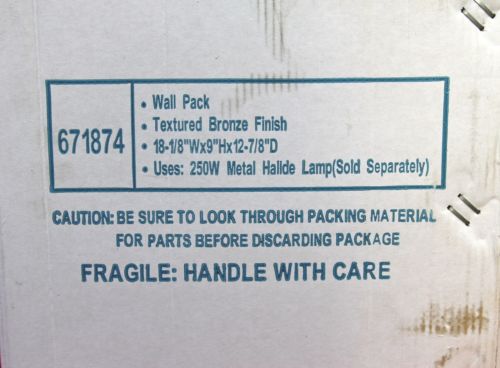 671874
• Wall Pack
• Textured Bronze Finish
• 18-1/8"Wx9"Hx12-7/8"D
• Uses: 250W Metal Halide Lamp(Sold Separately)
CAUTION: BE SURE TO LOOK THROUGH PACKING MATERIAL
FOR PARTS BEFORE DISCARDING PACKAGE
FRAGILE: HANDLE WITH CARE